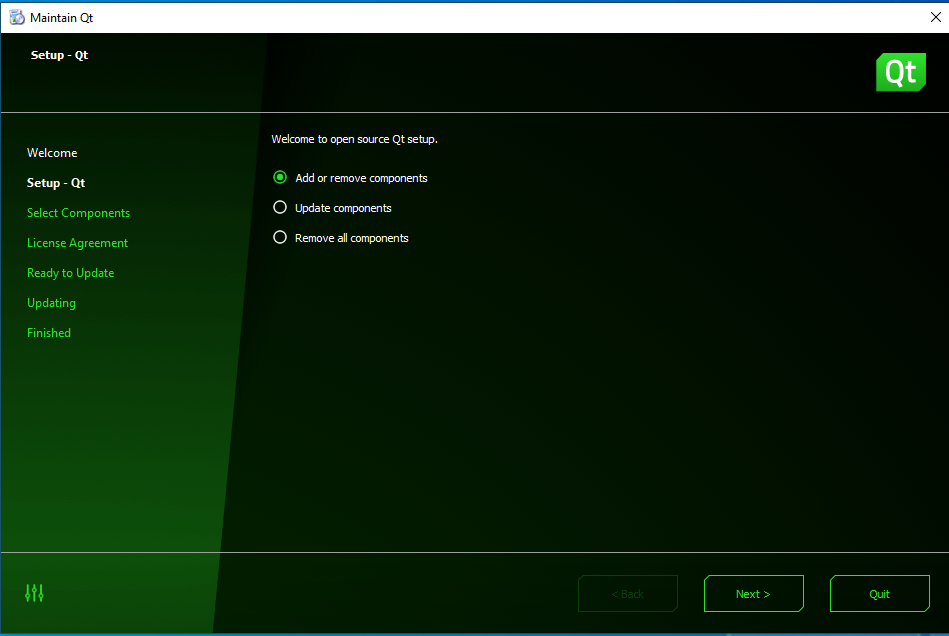 Maintain Qt
Setup - Qt
Qt
Welcome
Setup - Qt
Select Components
License Agreement
Ready to Update
Updating
Finished
Welcome to open source Qt setup.
Add or remove components
Update components
Remove all components
< Back
Next >
Quit